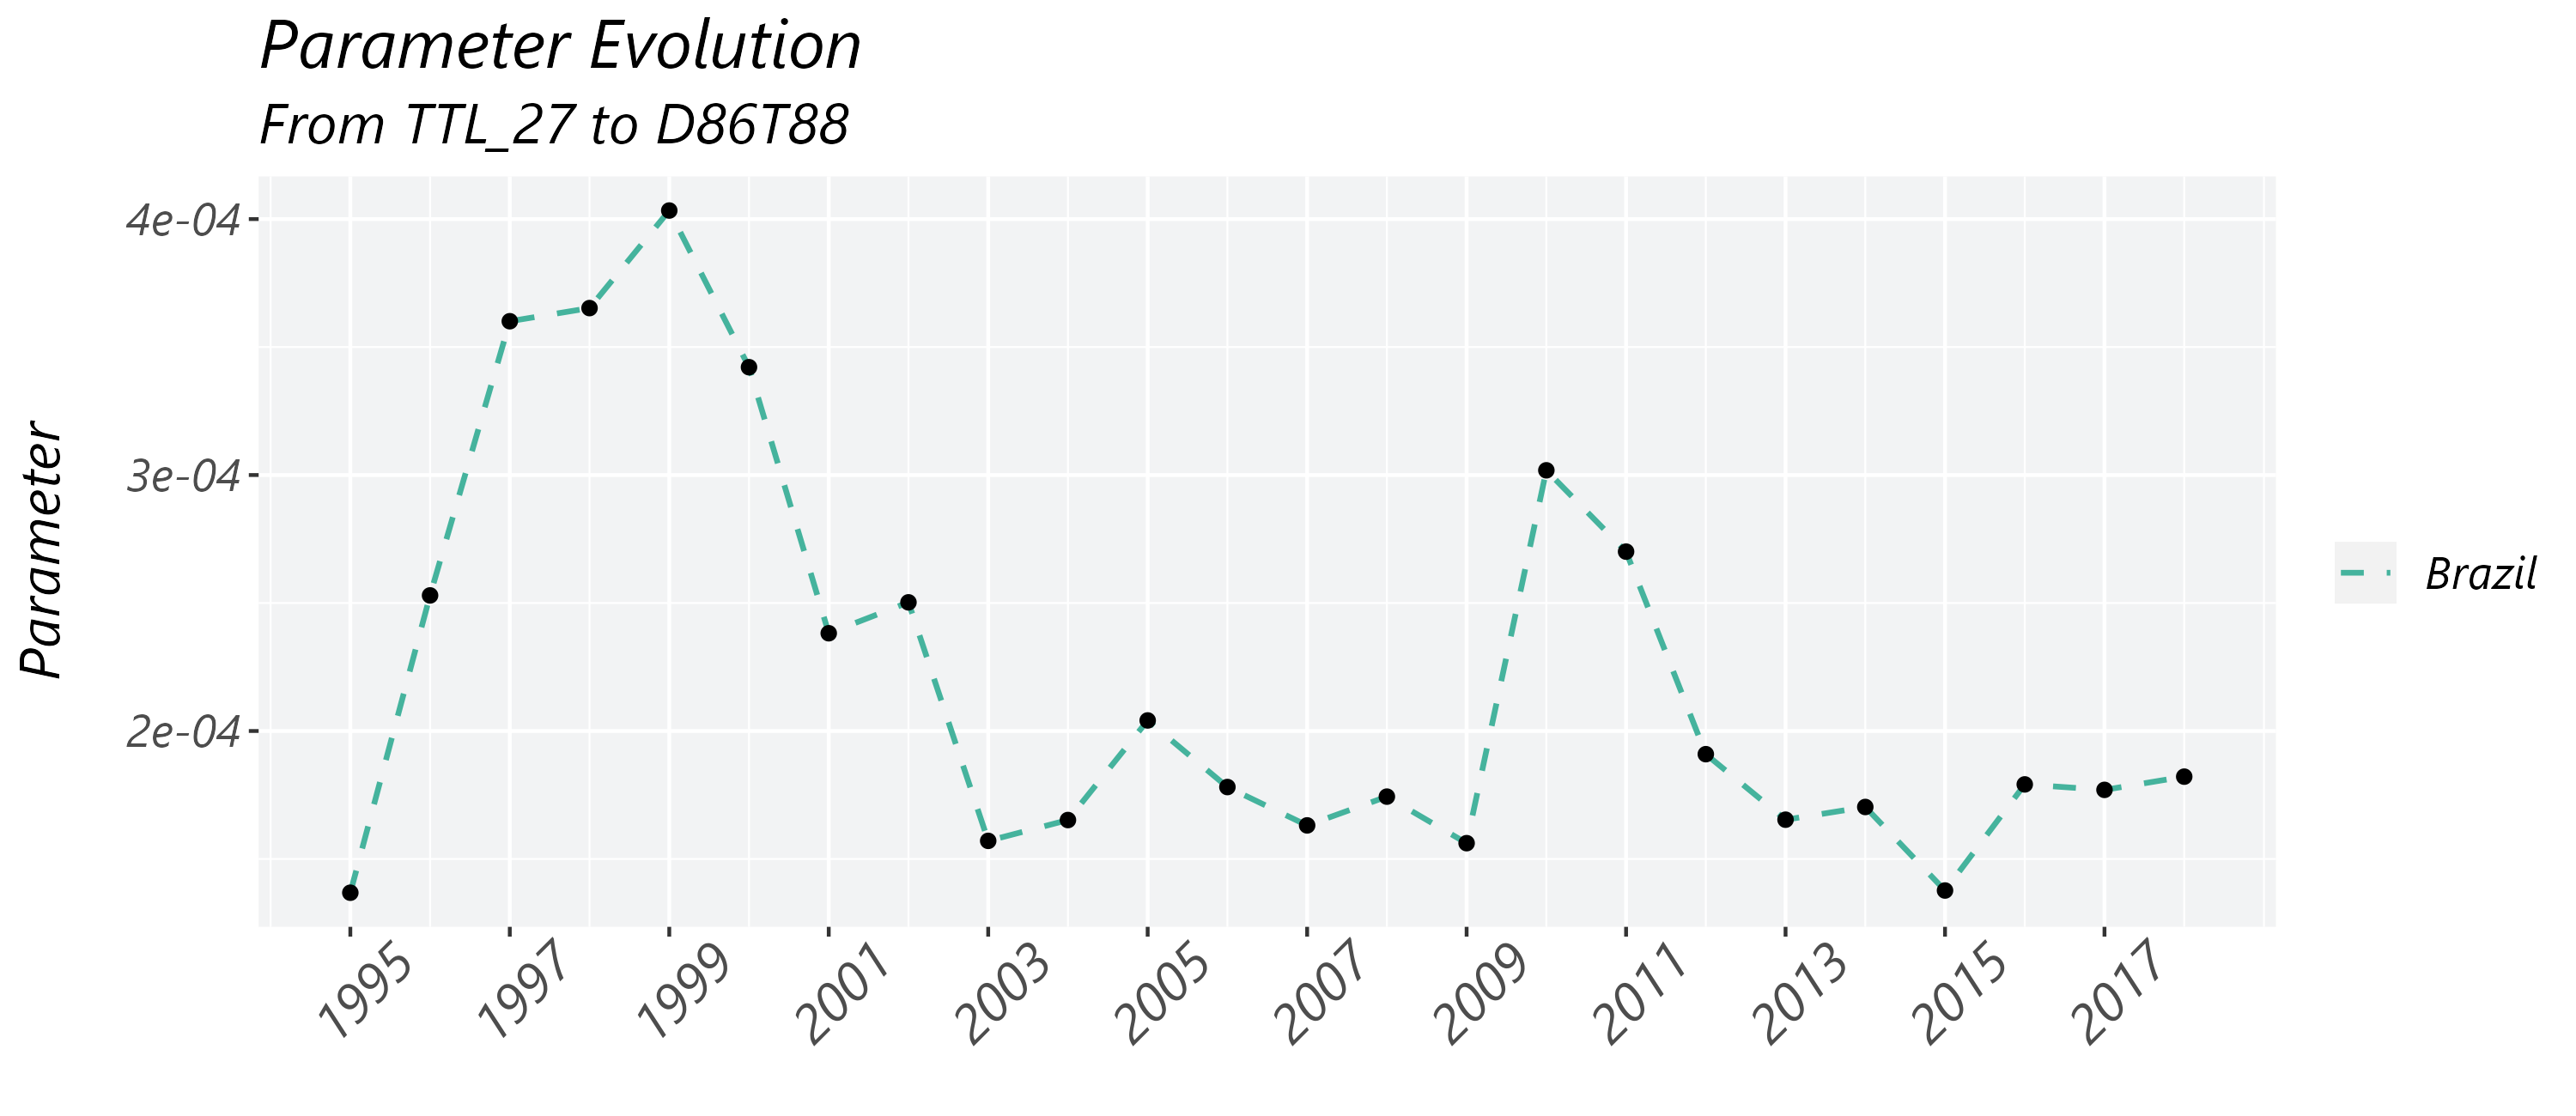 Parameter Evolution
From TTL_27 to D86T88
Parameter
4e-04
3e-04
2e-04
1995
1997
1999
2001
2003
2005
2007
2009
2011
2013
2015
2017
Brazil